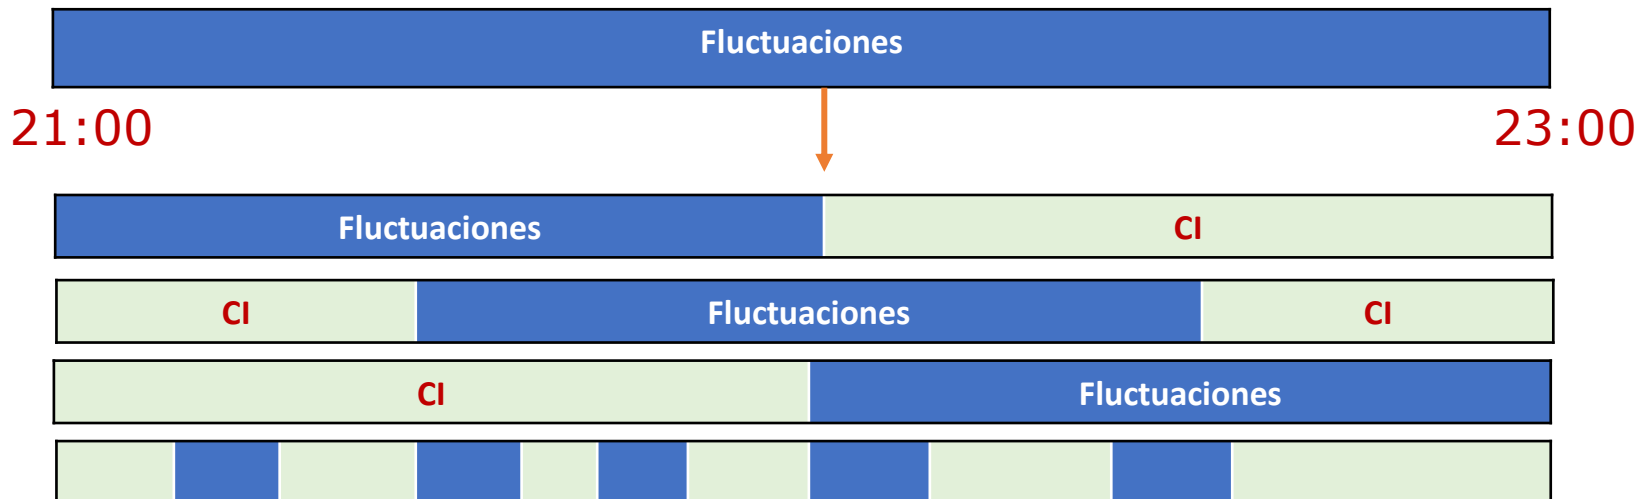 Fluctuaciones
21:00 23:00
Fluctuaciones CI
CI Fluctuaciones CI
CI Fluctuaciones